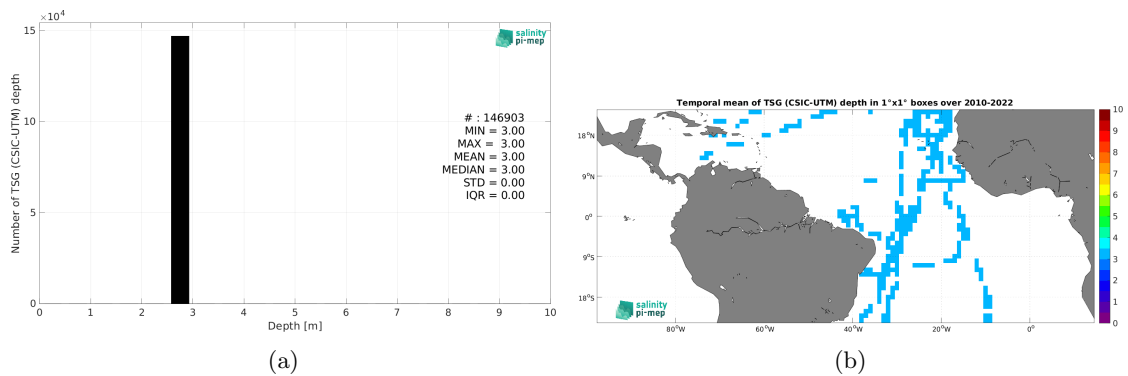 ×10⁴
15
10
5
0
Number of TSG (CSIC-UTM) depth
salinity
pi-mep
# : 146903
MIN = 3.00
MAX = 3.00
MEAN = 3.00
MEDIAN = 3.00
STD = 0.00
IQR = 0.00
0 1 2 3 4 5 6 7 8 9 10
Depth [m]
(a)
Temporal mean of TSG (CSIC-UTM) depth in 1°x1° boxes over 2010-2022
18°N
9°N
0°
9°S
18°S
80°W 60°W 40°W 20°W 0°
salinity
pi-mep
10
9
8
7
6
5
4
3
2
1
0
(b)